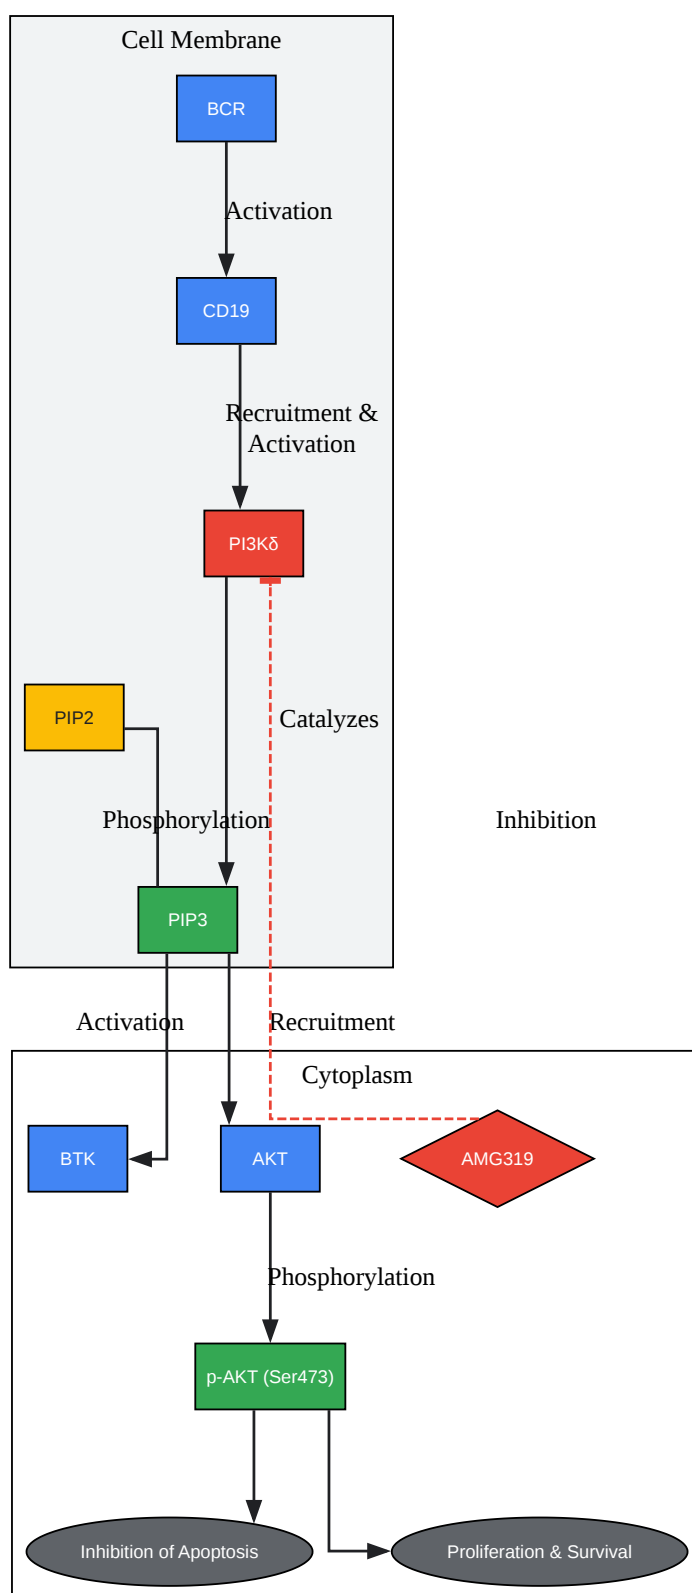 Cell Membrane
BCR
Activation
CD19
Recruitment &
Activation
PI3Kδ
PIP2
Catalyzes
Phosphorylation
Inhibition
PIP3
Activation
Recruitment
Cytoplasm
BTK
AKT
AMG319
Phosphorylation
p-AKT (Ser473)
Inhibition of Apoptosis
Proliferation & Survival